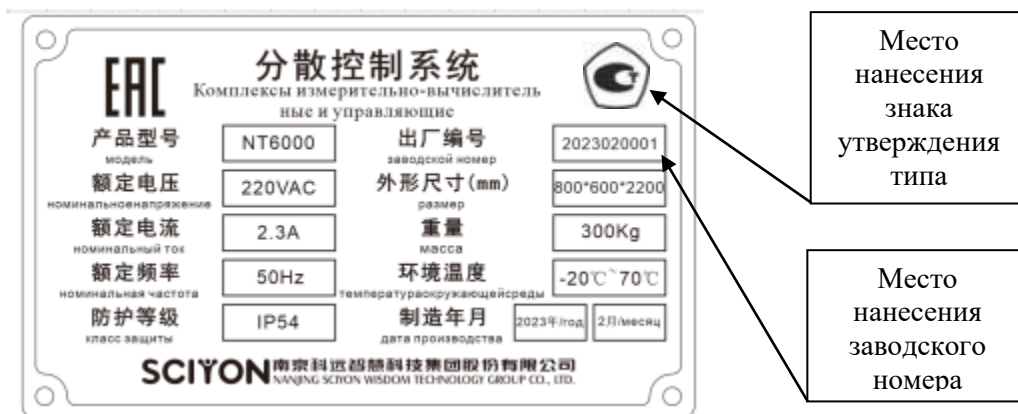 EAC
分散控制系统
Комплексы измерительно-вычислитель
ные и управляющие
产品型号 NT6000 出厂编号 2023020001
модель заводской номер
额定电压 220VAC 外形尺寸(mm) 800*600*2200
номинальноенапряжение размер
额定电流 2.3A 重量 300Kg
номинальный ток масса
额定频率 50Hz 环境温度 -20℃~70℃
номинальная частота температураокружающейсреды
防护等级 IP54 制造年月 2023年/год 2月/месяц
класс защиты дата производства
SCIYON 南京科远智慧科技集团股份有限公司
NANJING SCIYON WISDOM TECHNOLOGY GROUP CO., LTD.
Место
нанесения
знака
утверждения
типа
Место
нанесения
заводского
номера